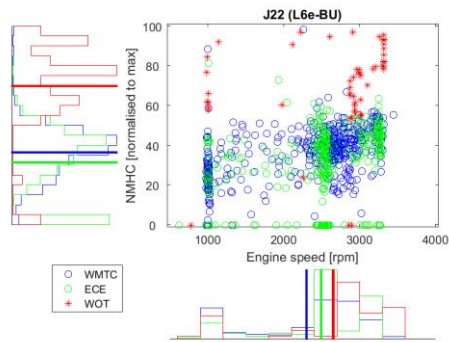 J22 (L6e-BU)
NMHC [normalised to max]
100
80
60
40
20
0
1000
2000
3000
4000
Engine speed [rpm]
WMTC
ECE
WOT